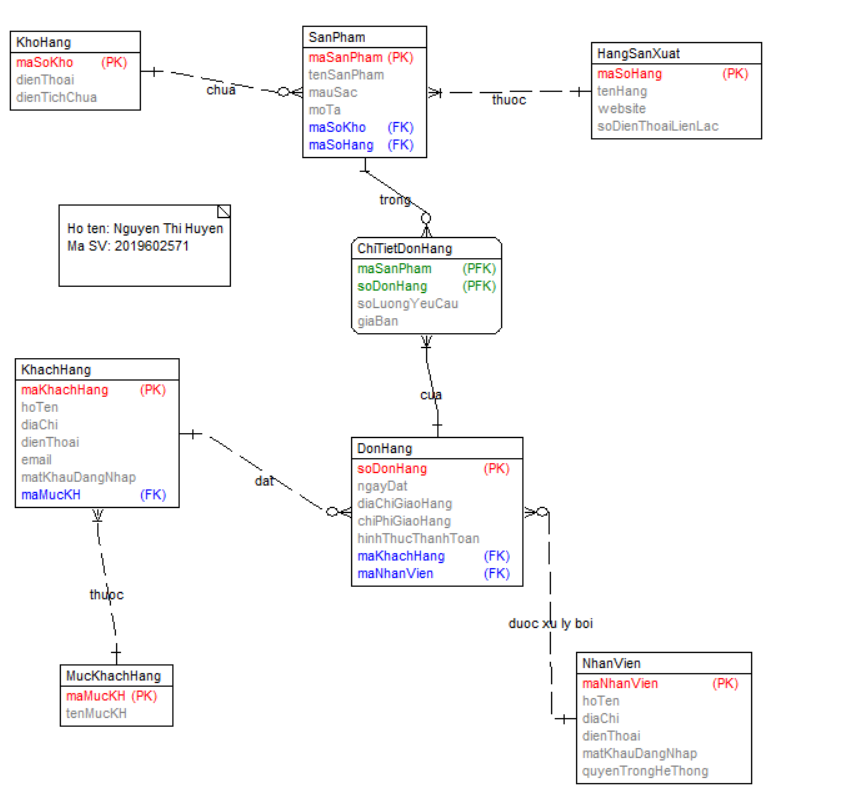 KhoHang
maSoKho (PK)
dienThoai
dienTichChua
chua
SanPham
maSanPham (PK)
tenSanPham
mauSac
moTa
maSoKho (FK)
maSoHang (FK)
thuoc
HangSanXuat
maSoHang (PK)
tenHang
website
soDienThoaiLienLac
trong
Ho ten: Nguyen Thi Huyen
Ma SV: 2019602571
ChiTietDonHang
maSanPham (PFK)
soDonHang (PFK)
soLuongYeuCau
giaBan
cua
KhachHang
maKhachHang (PK)
hoTen
diaChi
dienThoai
email
matKhauDangNhap
maMucKH (FK)
dat
DonHang
soDonHang (PK)
ngayDat
diaChiGiaoHang
chiPhiGiaoHang
hinhThucThanhToan
maKhachHang (FK)
maNhanVien (FK)
thuoc
duoc xu ly boi
MucKhachHang
maMucKH (PK)
tenMucKH
NhanVien
maNhanVien (PK)
hoTen
diaChi
dienThoai
matKhauDangNhap
quyenTrongHeThong